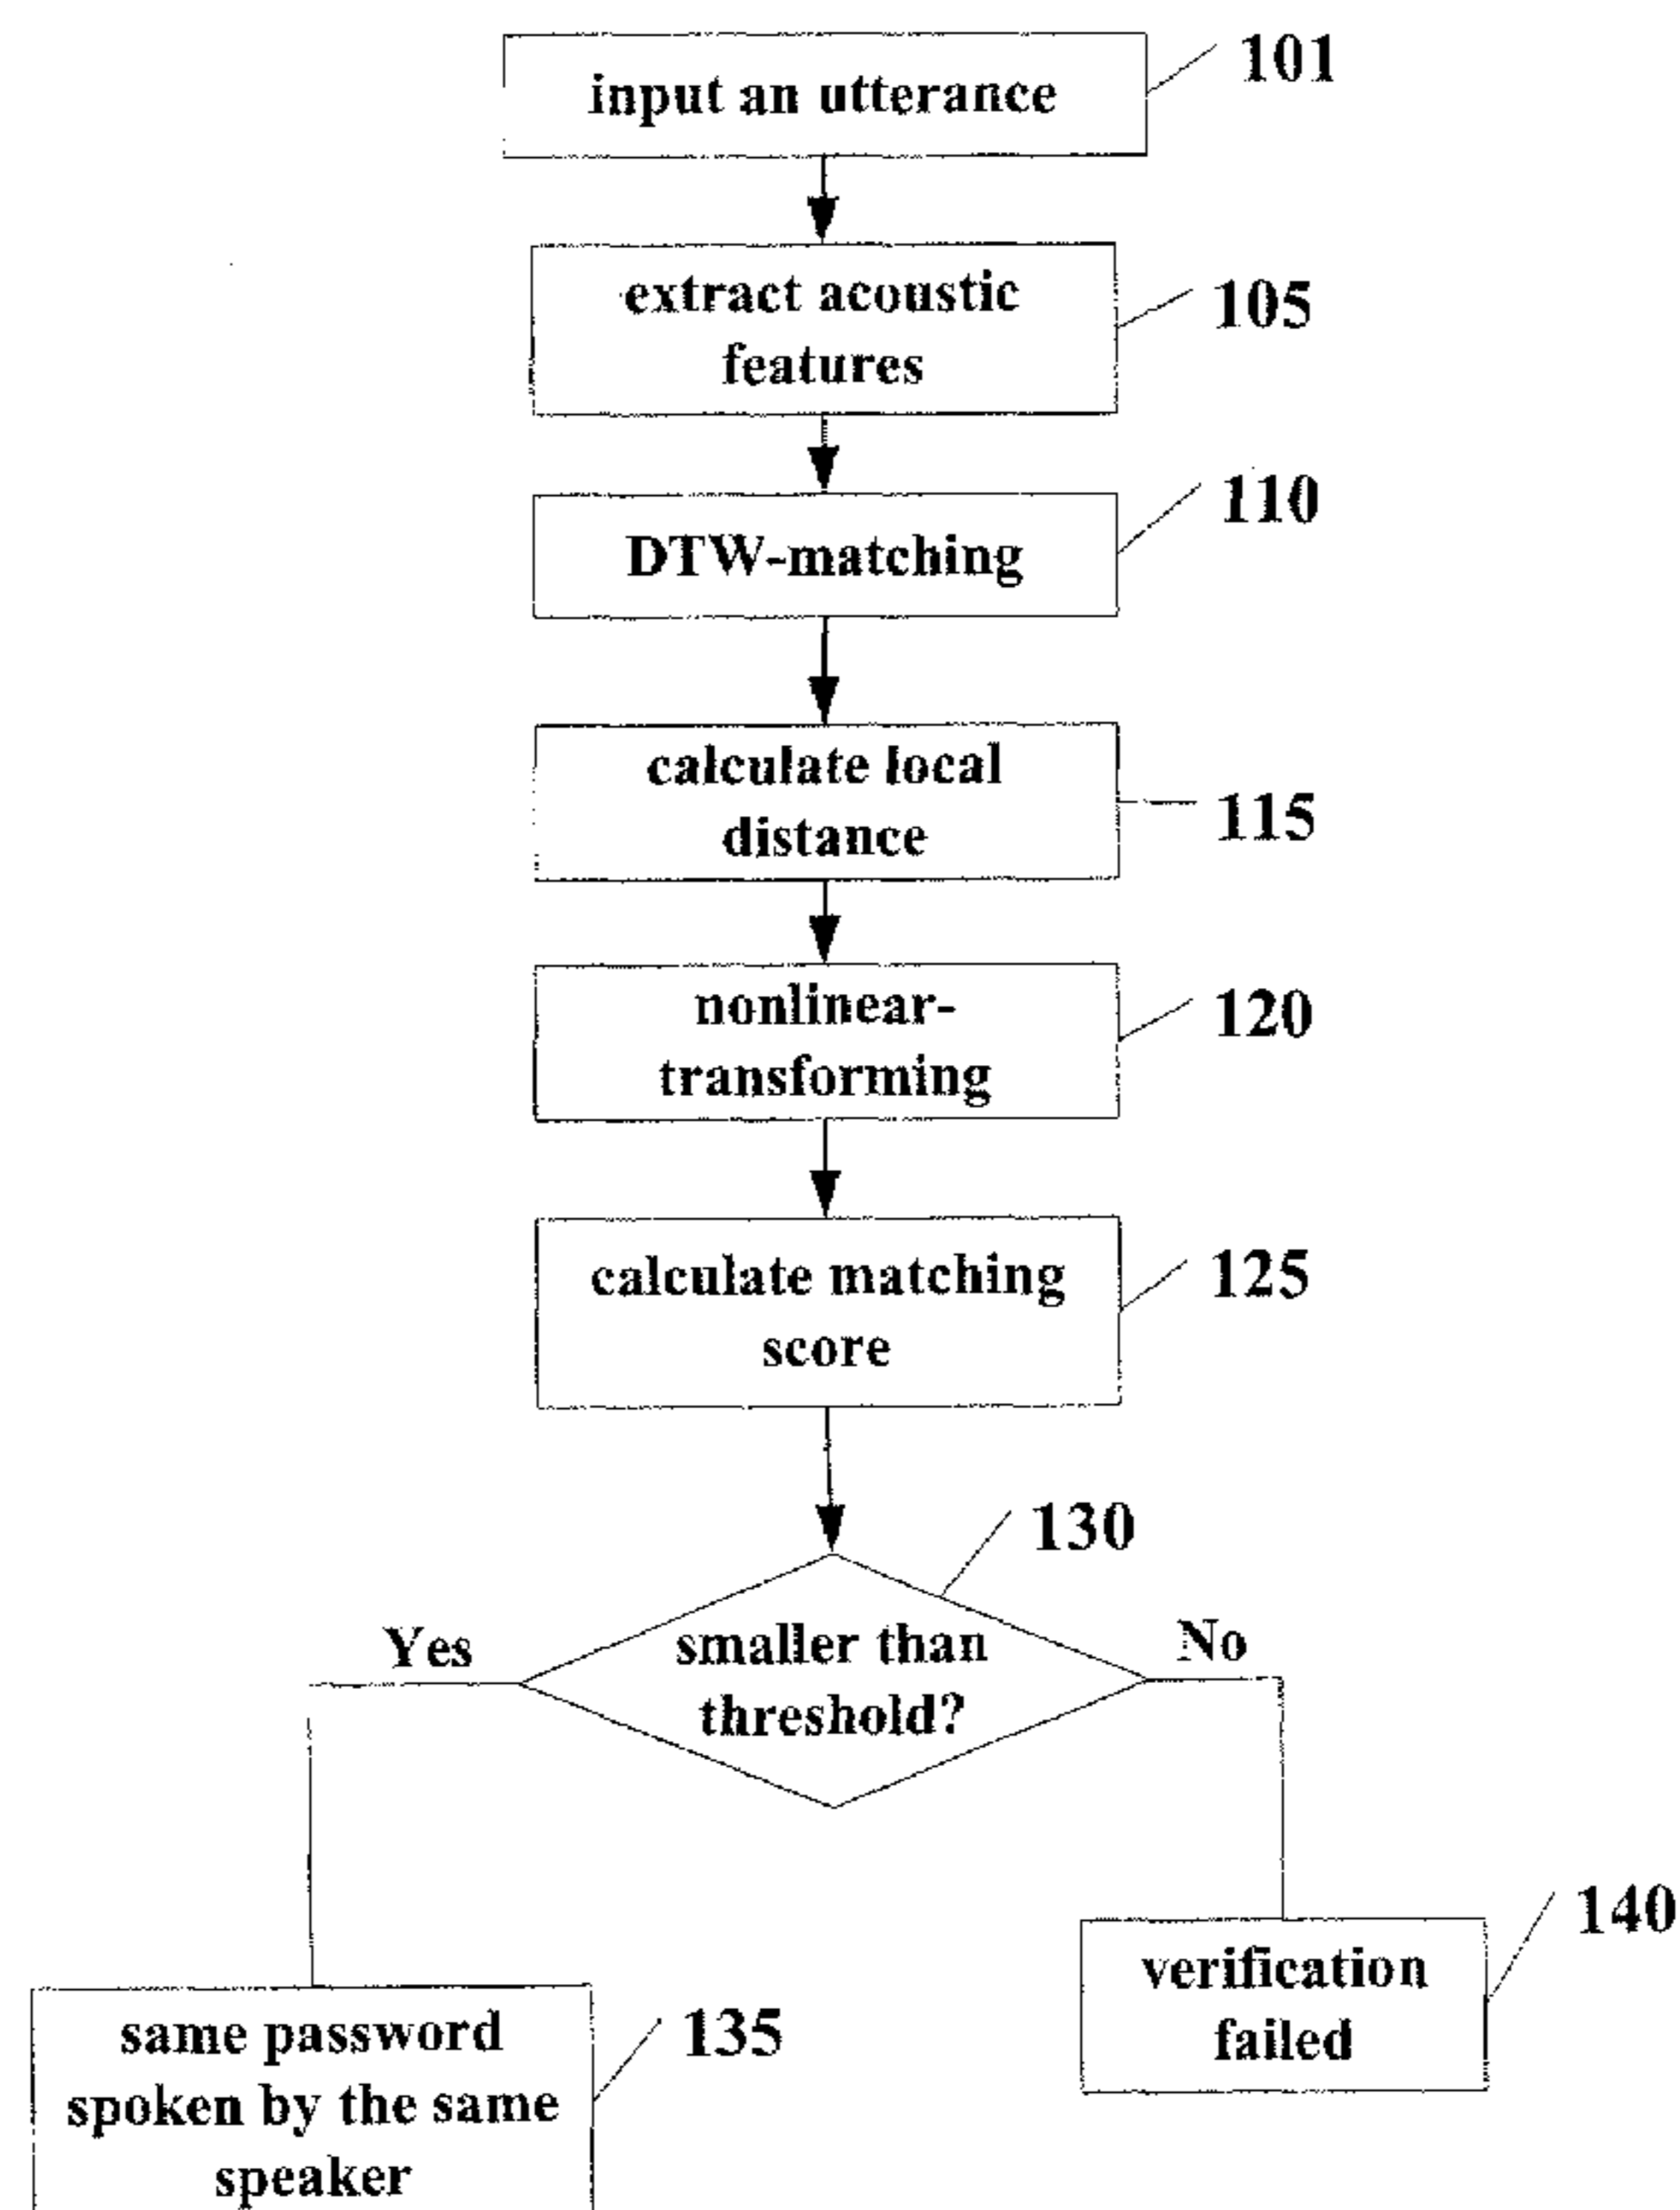 input an utterance
101
extract acoustic
features
105
DTW-matching
110
calculate local
distance
115
nonlinear-
transforming
120
calculate matching
score
125
130
Yes
smaller than
threshold?
No
140
verification
failed
same password
spoken by the same
speaker
135